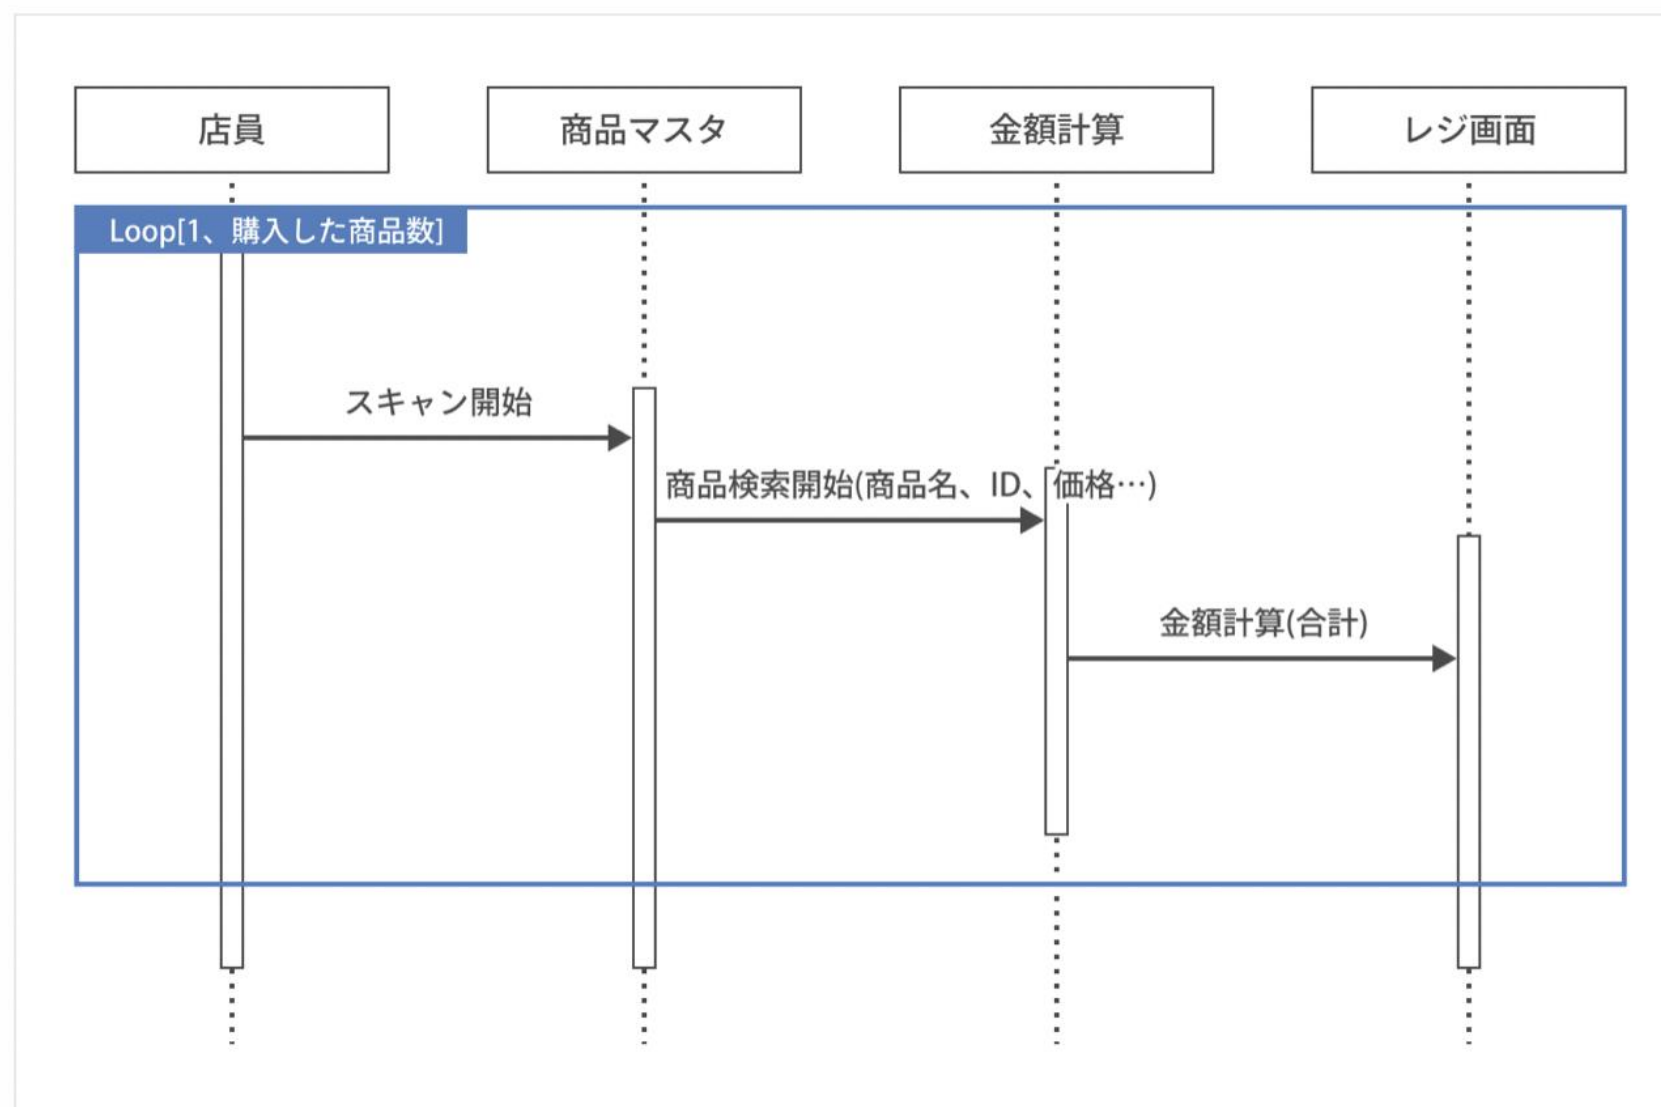 店員
商品マスタ
金額計算
レジ画面
Loop[1、購入した商品数]
スキャン開始
商品検索開始(商品名、ID、価格…)
金額計算(合計)